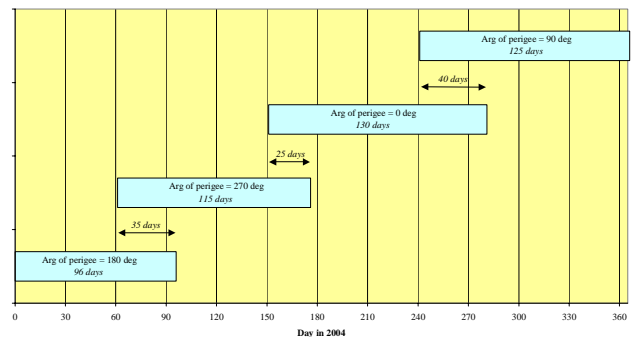 Arg of perigee = 90 deg
125 days
40 days
Arg of perigee = 0 deg
130 days
25 days
Arg of perigee = 270 deg
115 days
35 days
Arg of perigee = 180 deg
96 days
0 30 60 90 120 150 180 210 240 270 300 330 360
Day in 2004